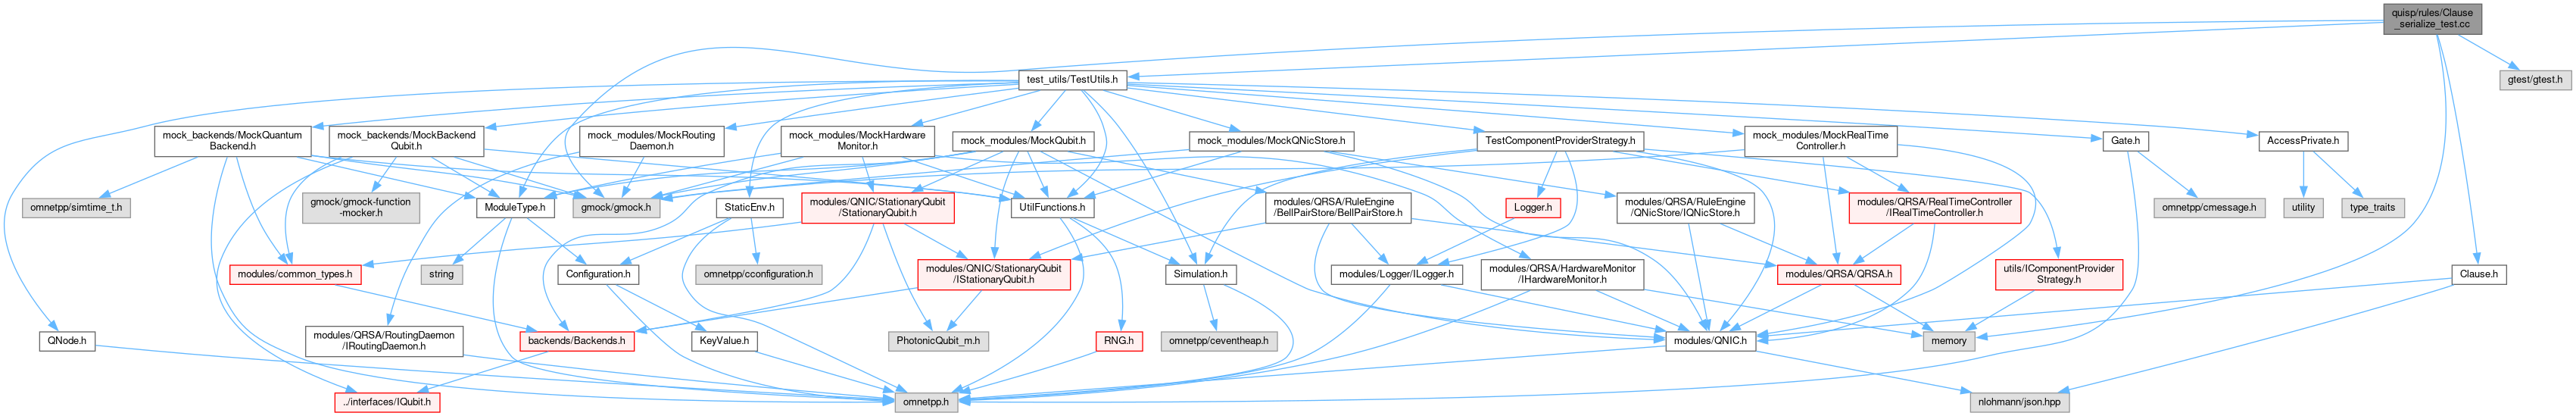 quisp/rules/Clause
_serialize_test.cc
test_utils/TestUtils.h
gtest/gtest.h
mock_backends/MockQuantum
Backend.h
mock_backends/MockBackend
Qubit.h
mock_modules/MockRouting
Daemon.h
mock_modules/MockHardware
Monitor.h
mock_modules/MockQubit.h
mock_modules/MockQNicStore.h
TestComponentProviderStrategy.h
mock_modules/MockRealTime
Controller.h
Gate.h
AccessPrivate.h
omnetpp/simtime_t.h
gmock/gmock-function
-mocker.h
ModuleType.h
gmock/gmock.h
StaticEnv.h
modules/QNIC/StationaryQubit
/StationaryQubit.h
UtilFunctions.h
modules/QRSA/RuleEngine
/BellPairStore/BellPairStore.h
Logger.h
modules/QRSA/RuleEngine
/QNicStore/IQNicStore.h
modules/QRSA/RealTimeController
/IRealTimeController.h
omnetpp/cmessage.h
utility
type_traits
modules/common_types.h
string
Configuration.h
omnetpp/cconfiguration.h
modules/QNIC/StationaryQubit
/IStationaryQubit.h
Simulation.h
modules/Logger/ILogger.h
modules/QRSA/HardwareMonitor
/IHardwareMonitor.h
modules/QRSA/QRSA.h
utils/IComponentProvider
Strategy.h
Clause.h
QNode.h
modules/QRSA/RoutingDaemon
/IRoutingDaemon.h
backends/Backends.h
KeyValue.h
PhotonicQubit_m.h
RNG.h
omnetpp/ceventheap.h
modules/QNIC.h
memory
../interfaces/IQubit.h
omnetpp.h
nlohmann/json.hpp